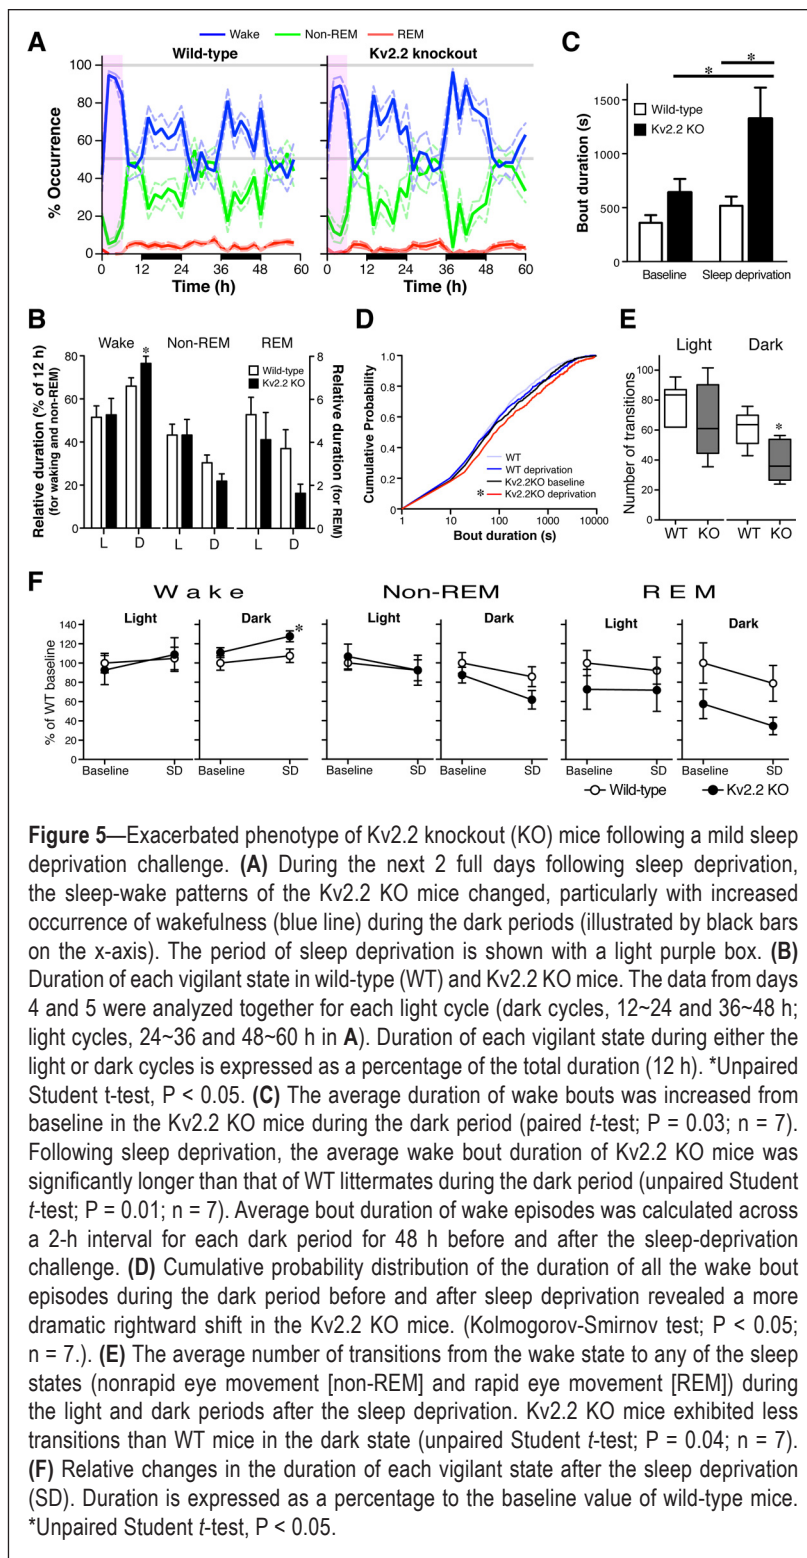 A
Wake Non-REM REM
Wild-type Kv2.2 knockout
% Occurrence
100
80
60
40
20
0
0 12 24 36 48 60 0 12 24 36 48 60
Time (h) Time (h)
C
* *
Wild-type
Kv2.2 KO
Bout duration (s)
1500
1000
500
0
Baseline Sleep deprivation
B
Wake Non-REM REM
*
Wild-type
Kv2.2 KO
Relative duration (% of 12 h)
(for waking and non-REM)
80
60
40
20
0
L D L D L D
8
6
4
2
0
Relative duration
(for REM)
D
Cumulative Probability
1.0
0.8
0.6
0.4
0.2
0
WT
WT deprivation
Kv2.2KO baseline
* Kv2.2KO deprivation
1 10 100 1000 10000
Bout duration (s)
E
Light Dark
Number of transitions
100
80
60
40
20
0
*
WT KO WT KO
F
Wake Non-REM REM
Light Dark Light Dark Light Dark
% of WT baseline
140
120
100
80
60
40
20
0
*
Baseline SD Baseline SD Baseline SD Baseline SD Baseline SD Baseline SD
Wild-type Kv2.2 KO
Figure 5—Exacerbated phenotype of Kv2.2 knockout (KO) mice following a mild sleep
deprivation challenge. (A) During the next 2 full days following sleep deprivation,
the sleep-wake patterns of the Kv2.2 KO mice changed, particularly with increased
occurrence of wakefulness (blue line) during the dark periods (illustrated by black bars
on the x-axis). The period of sleep deprivation is shown with a light purple box. (B)
Duration of each vigilant state in wild-type (WT) and Kv2.2 KO mice. The data from days
4 and 5 were analyzed together for each light cycle (dark cycles, 12~24 and 36~48 h;
light cycles, 24~36 and 48~60 h in A). Duration of each vigilant state during either the
light or dark cycles is expressed as a percentage of the total duration (12 h). *Unpaired
Student t-test, P < 0.05. (C) The average duration of wake bouts was increased from
baseline in the Kv2.2 KO mice during the dark period (paired t-test; P = 0.03; n = 7).
Following sleep deprivation, the average wake bout duration of Kv2.2 KO mice was
significantly longer than that of WT littermates during the dark period (unpaired Student
t-test; P = 0.01; n = 7). Average bout duration of wake episodes was calculated across
a 2-h interval for each dark period for 48 h before and after the sleep-deprivation
challenge. (D) Cumulative probability distribution of the duration of all the wake bout
episodes during the dark period before and after sleep deprivation revealed a more
dramatic rightward shift in the Kv2.2 KO mice. (Kolmogorov-Smirnov test; P < 0.05;
n = 7.). (E) The average number of transitions from the wake state to any of the sleep
states (nonrapid eye movement [non-REM] and rapid eye movement [REM]) during
the light and dark periods after the sleep deprivation. Kv2.2 KO mice exhibited less
transitions than WT mice in the dark state (unpaired Student t-test; P = 0.04; n = 7).
(F) Relative changes in the duration of each vigilant state after the sleep deprivation
(SD). Duration is expressed as a percentage to the baseline value of wild-type mice.
*Unpaired Student t-test, P < 0.05.